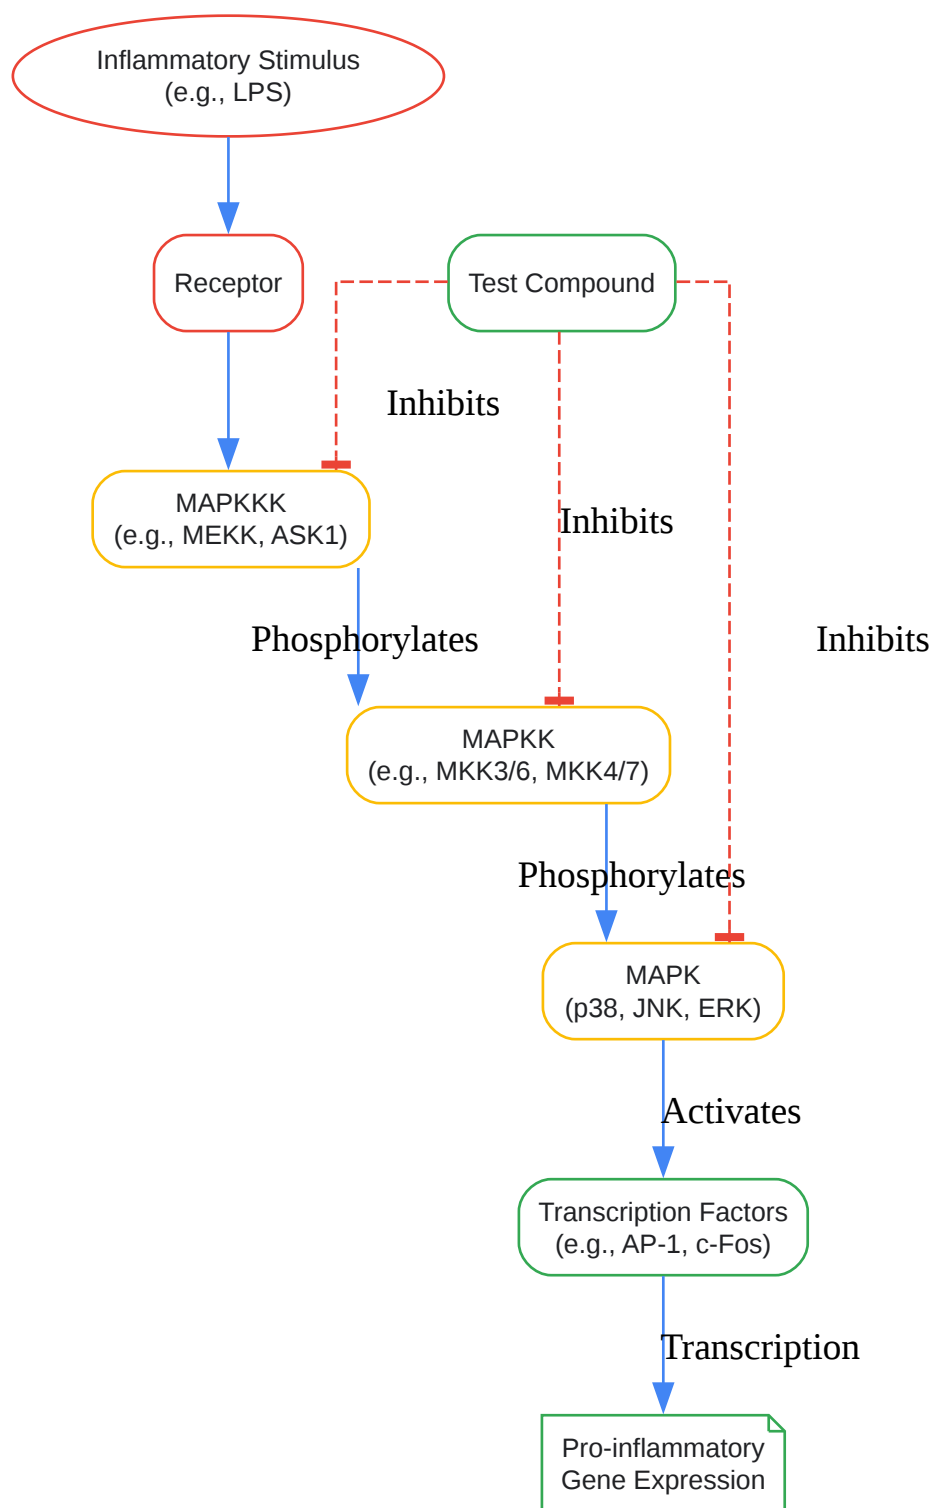 Inflammatory Stimulus
(e.g., LPS)
Receptor
Test Compound
Inhibits
MAPKKK
(e.g., MEKK, ASK1)
Inhibits
Phosphorylates
Inhibits
MAPKK
(e.g., MKK3/6, MKK4/7)
Phosphorylates
MAPK
(p38, JNK, ERK)
Activates
Transcription Factors
(e.g., AP-1, c-Fos)
Transcription
Pro-inflammatory
Gene Expression